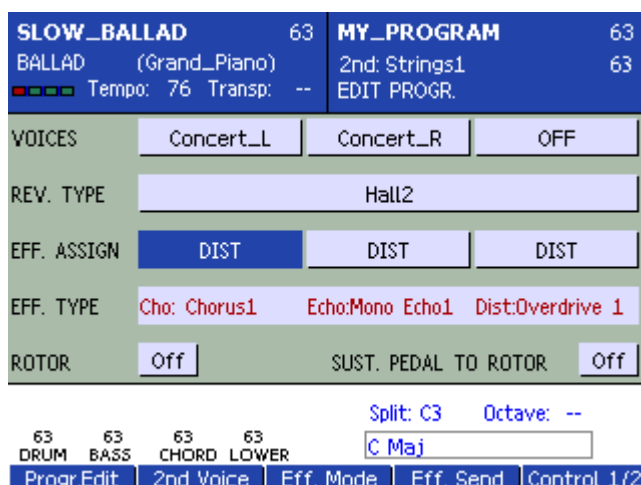 SLOW_BALLAD 63 MY_PROGRAM 63
BALLAD (Grand_Piano) 2nd: Strings1 63
Tempo: 76 Transp: -- EDIT PROGR.
VOICES Concert_L Concert_R OFF
REV. TYPE Hall2
EFF. ASSIGN DIST DIST DIST
EFF. TYPE Cho: Chorus1 Echo:Mono Echo1 Dist:Overdrive 1
ROTOR Off SUST. PEDAL TO ROTOR Off
Split: C3 Octave: --
63 63 63 63
DRUM BASS CHORD LOWER C Maj
Progr.Edit 2nd Voice Eff. Mode Eff. Send Control 1/2